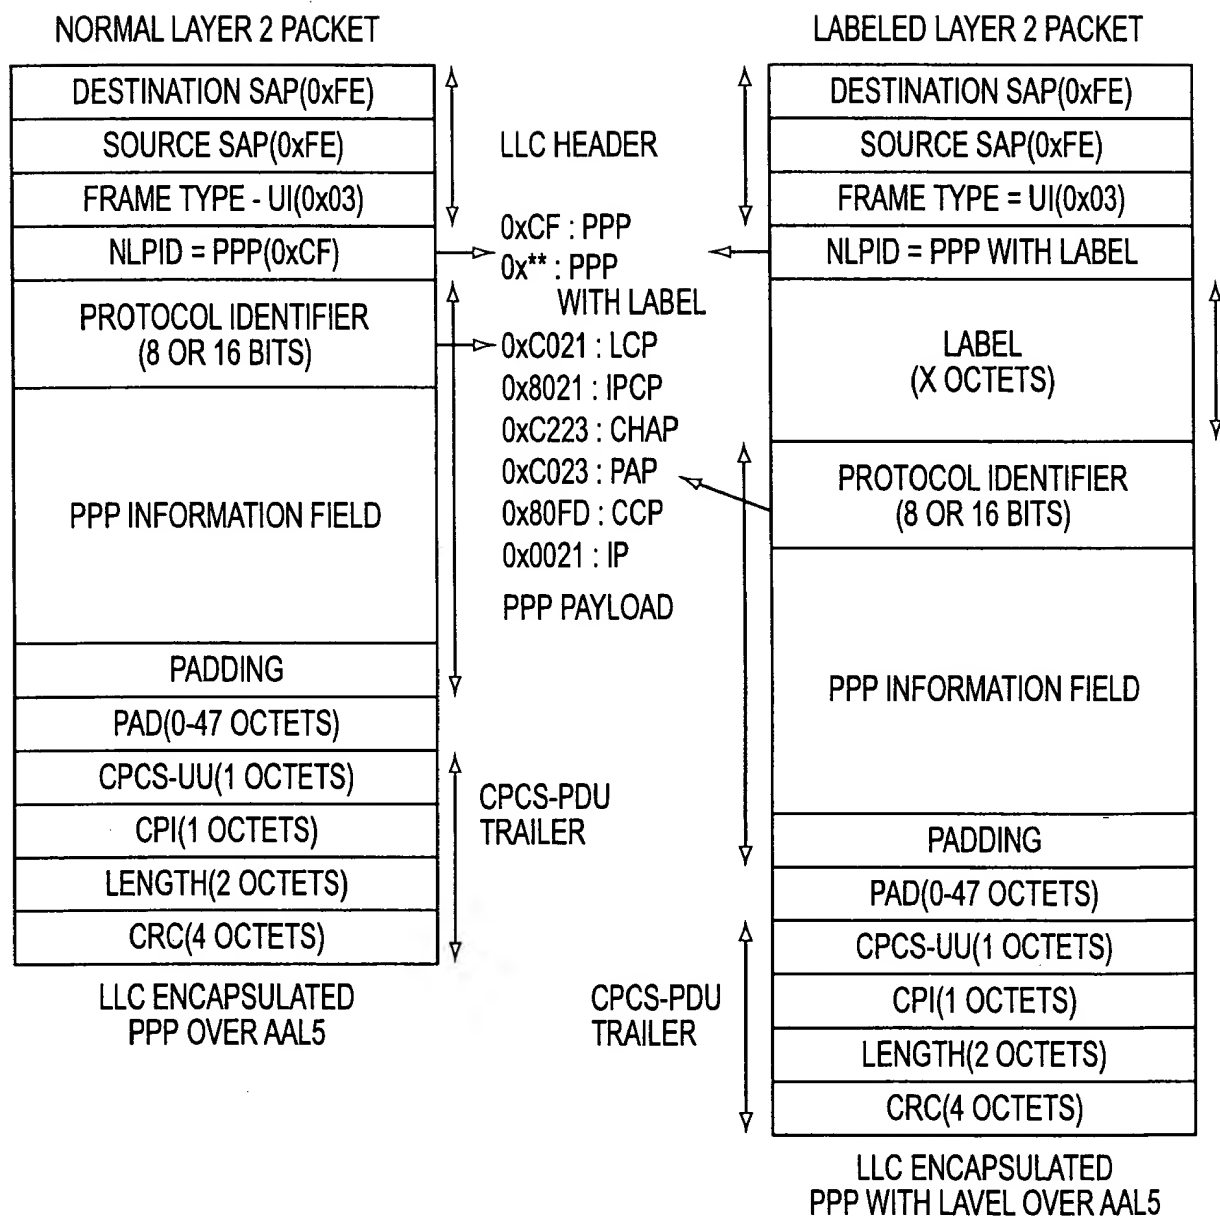 NORMAL LAYER 2 PACKET
DESTINATION SAP(0xFE)
SOURCE SAP(0xFE)
FRAME TYPE - UI(0x03)
NLPID = PPP(0xCF)
PROTOCOL IDENTIFIER
(8 OR 16 BITS)
PPP INFORMATION FIELD
PADDING
PAD(0-47 OCTETS)
CPCS-UU(1 OCTETS)
CPI(1 OCTETS)
LENGTH(2 OCTETS)
CRC(4 OCTETS)
LLC ENCAPSULATED
PPP OVER AAL5
LLC HEADER
0xCF : PPP
0x** : PPP
WITH LABEL
0xC021 : LCP
0x8021 : IPCP
0xC223 : CHAP
0xC023 : PAP
0x80FD : CCP
0x0021 : IP
PPP PAYLOAD
CPCS-PDU
TRAILER
LABELED LAYER 2 PACKET
DESTINATION SAP(0xFE)
SOURCE SAP(0xFE)
FRAME TYPE = UI(0x03)
NLPID = PPP WITH LABEL
LABEL
(X OCTETS)
PROTOCOL IDENTIFIER
(8 OR 16 BITS)
PPP INFORMATION FIELD
PADDING
PAD(0-47 OCTETS)
CPCS-UU(1 OCTETS)
CPI(1 OCTETS)
LENGTH(2 OCTETS)
CRC(4 OCTETS)
CPCS-PDU
TRAILER
LLC ENCAPSULATED
PPP WITH LAVEL OVER AAL5